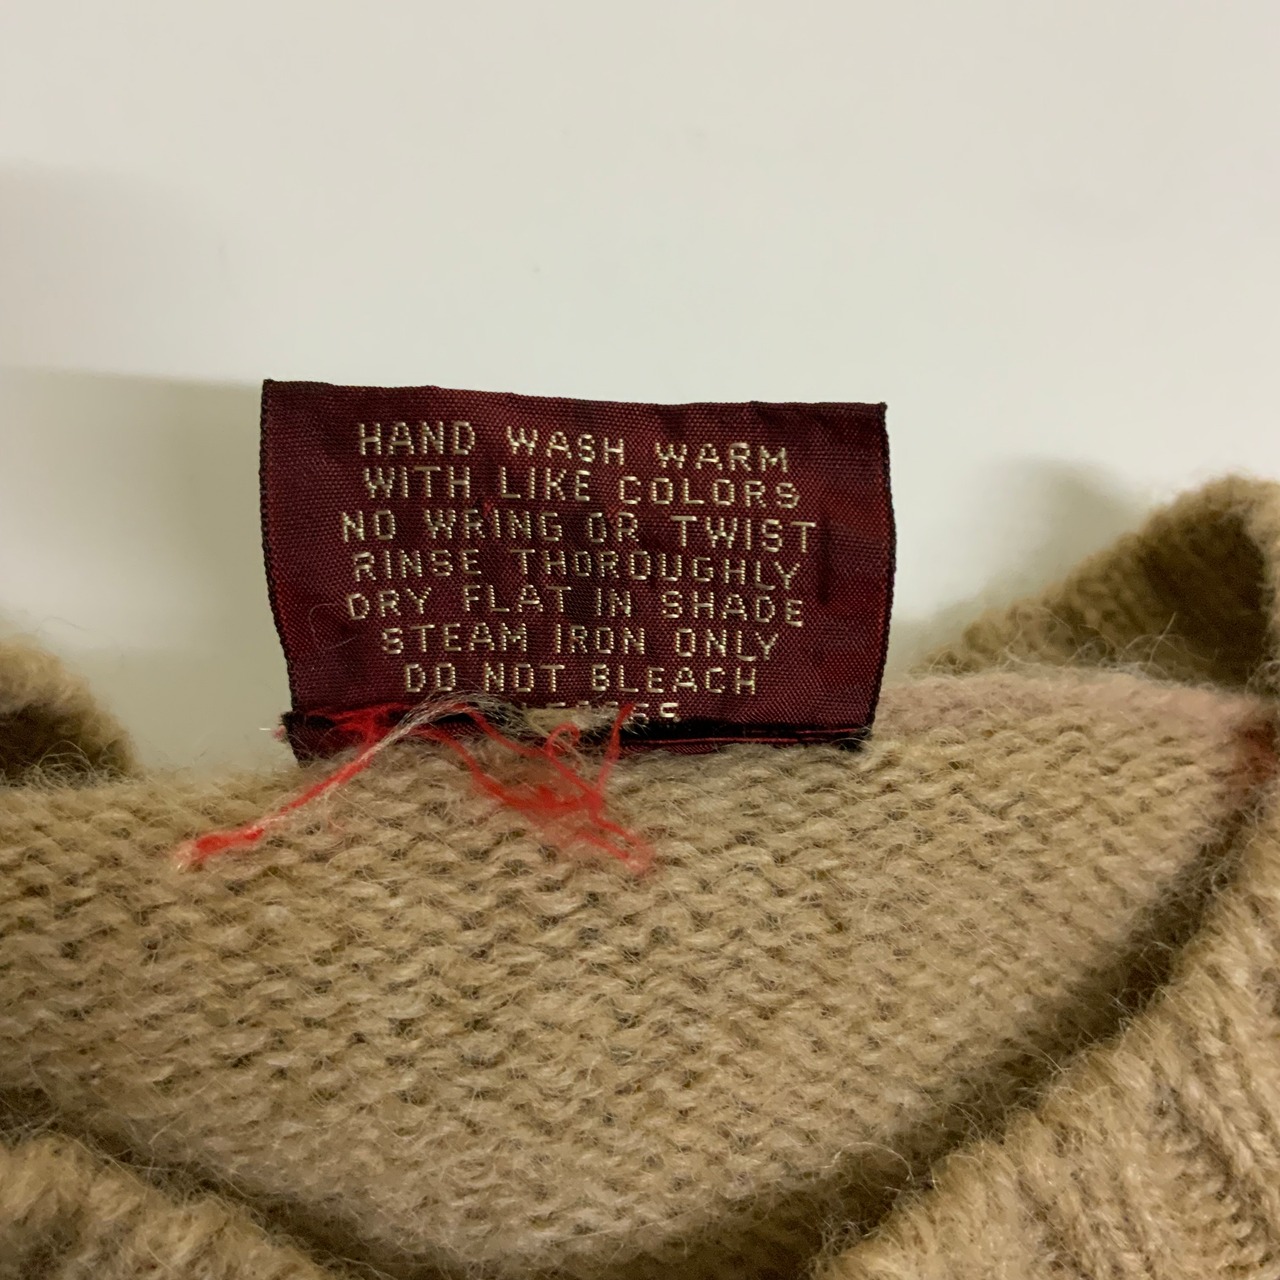 HAND WASH WARM
WITH LIKE COLORS
NO WRING OR TWIST
RINSE THOROUGHLY
DRY FLAT IN SHADE
STEAM IRON ONLY
DO NOT BLEACH